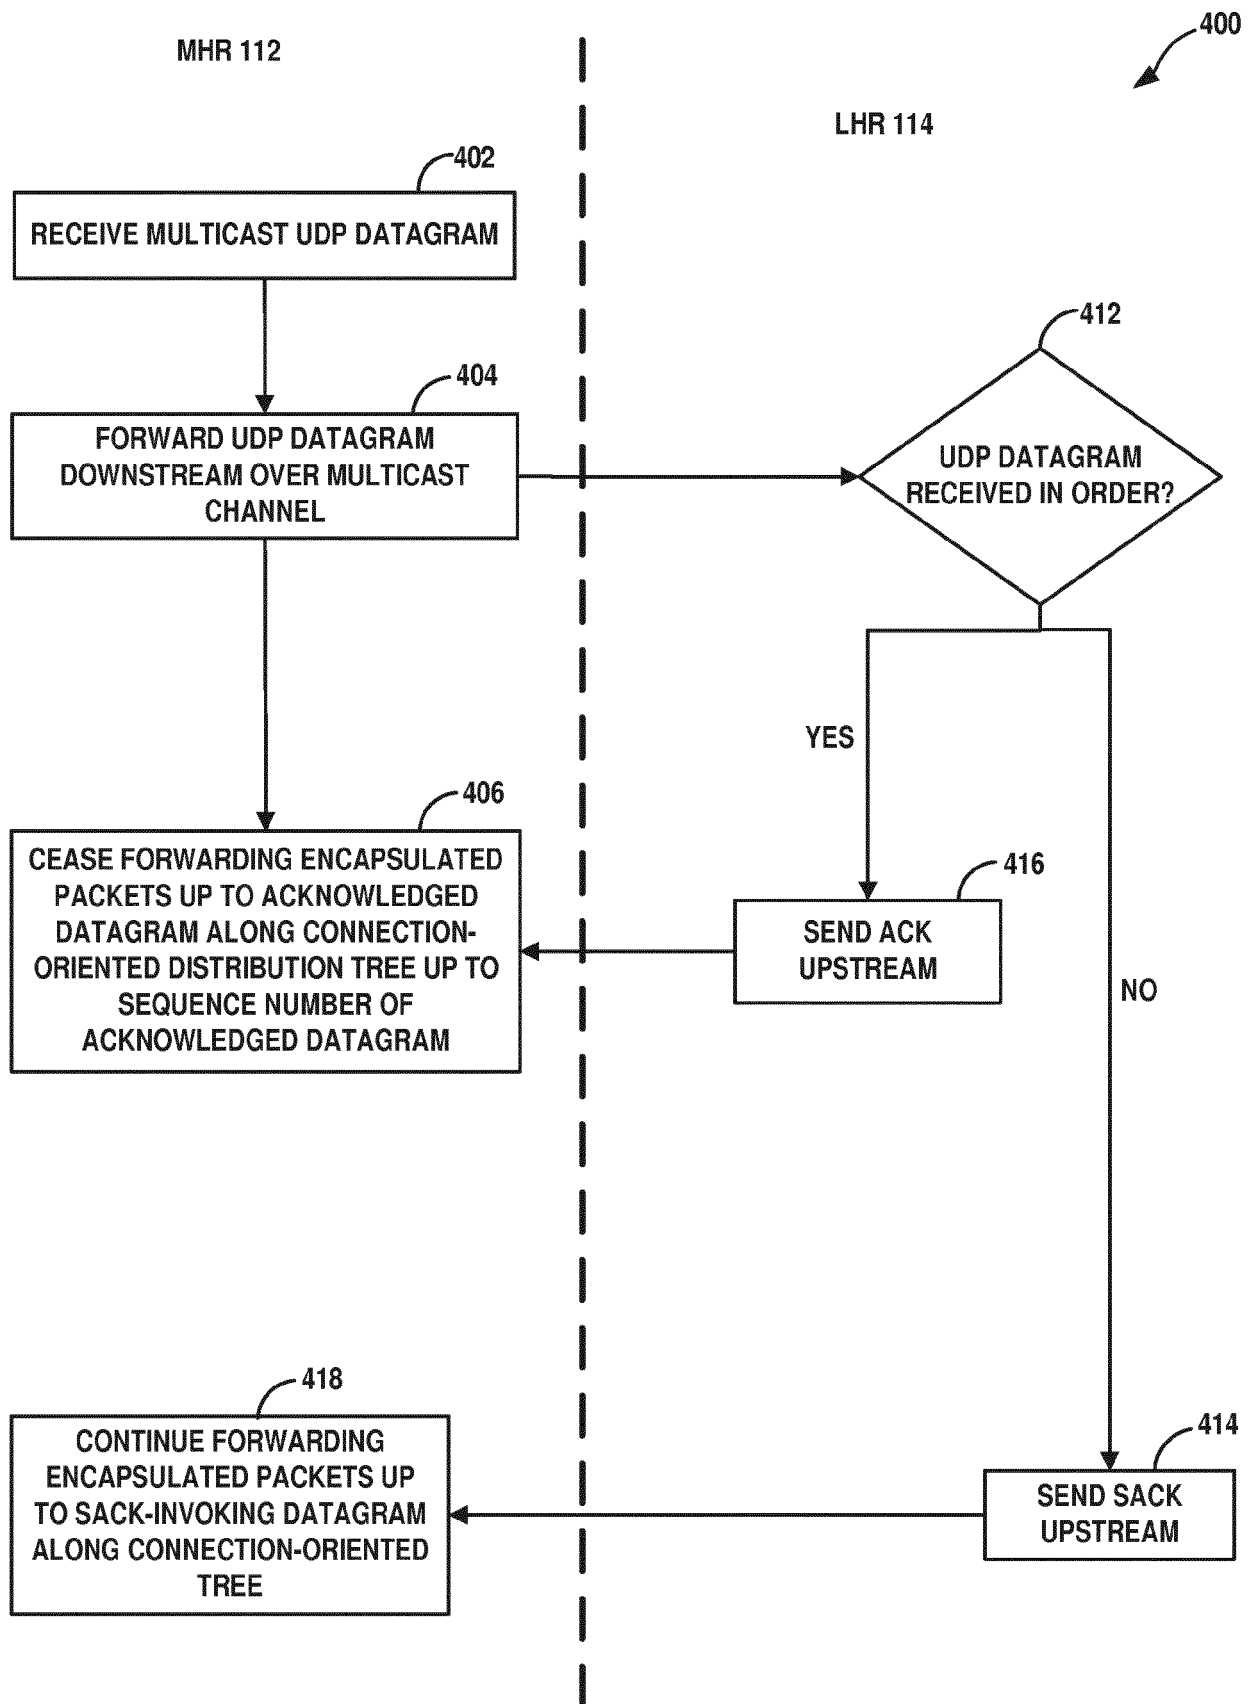 400
MHR 112
LHR 114
402
RECEIVE MULTICAST UDP DATAGRAM
412
404
FORWARD UDP DATAGRAM
DOWNSTREAM OVER MULTICAST
CHANNEL
UDP DATAGRAM
RECEIVED IN ORDER?
YES
406
CEASE FORWARDING ENCAPSULATED
PACKETS UP TO ACKNOWLEDGED
DATAGRAM ALONG CONNECTION-
ORIENTED DISTRIBUTION TREE UP TO
SEQUENCE NUMBER OF
ACKNOWLEDGED DATAGRAM
416
SEND ACK
UPSTREAM
NO
418
CONTINUE FORWARDING
ENCAPSULATED PACKETS UP
TO SACK-INVOKING DATAGRAM
ALONG CONNECTION-ORIENTED
TREE
414
SEND SACK
UPSTREAM